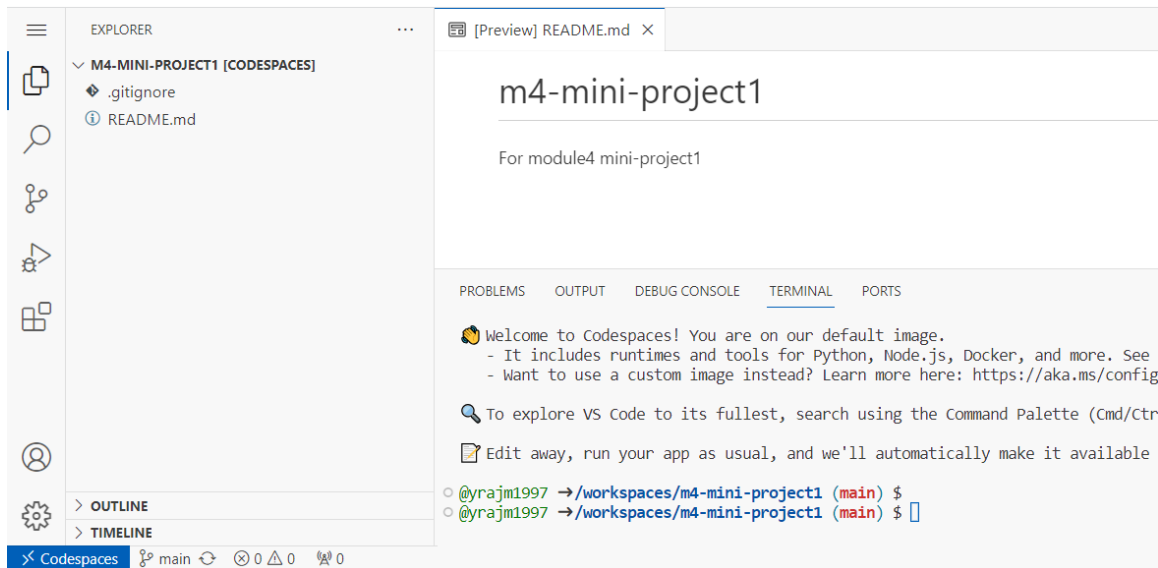 EXPLORER
...
M4-MINI-PROJECT1 [CODESPACES]
.gitignore
README.md
OUTLINE
TIMELINE
[Preview] README.md
m4-mini-project1
For module4 mini-project1
PROBLEMS OUTPUT DEBUG CONSOLE TERMINAL PORTS
👋 Welcome to Codespaces! You are on our default image.
- It includes runtimes and tools for Python, Node.js, Docker, and more. See
- Want to use a custom image instead? Learn more here: https://aka.ms/config
🔍 To explore VS Code to its fullest, search using the Command Palette (Cmd/Ctr
📝 Edit away, run your app as usual, and we'll automatically make it available
@yrajm1997 ➜/workspaces/m4-mini-project1 (main) $
@yrajm1997 ➜/workspaces/m4-mini-project1 (main) $
Codespaces main 0 0 0